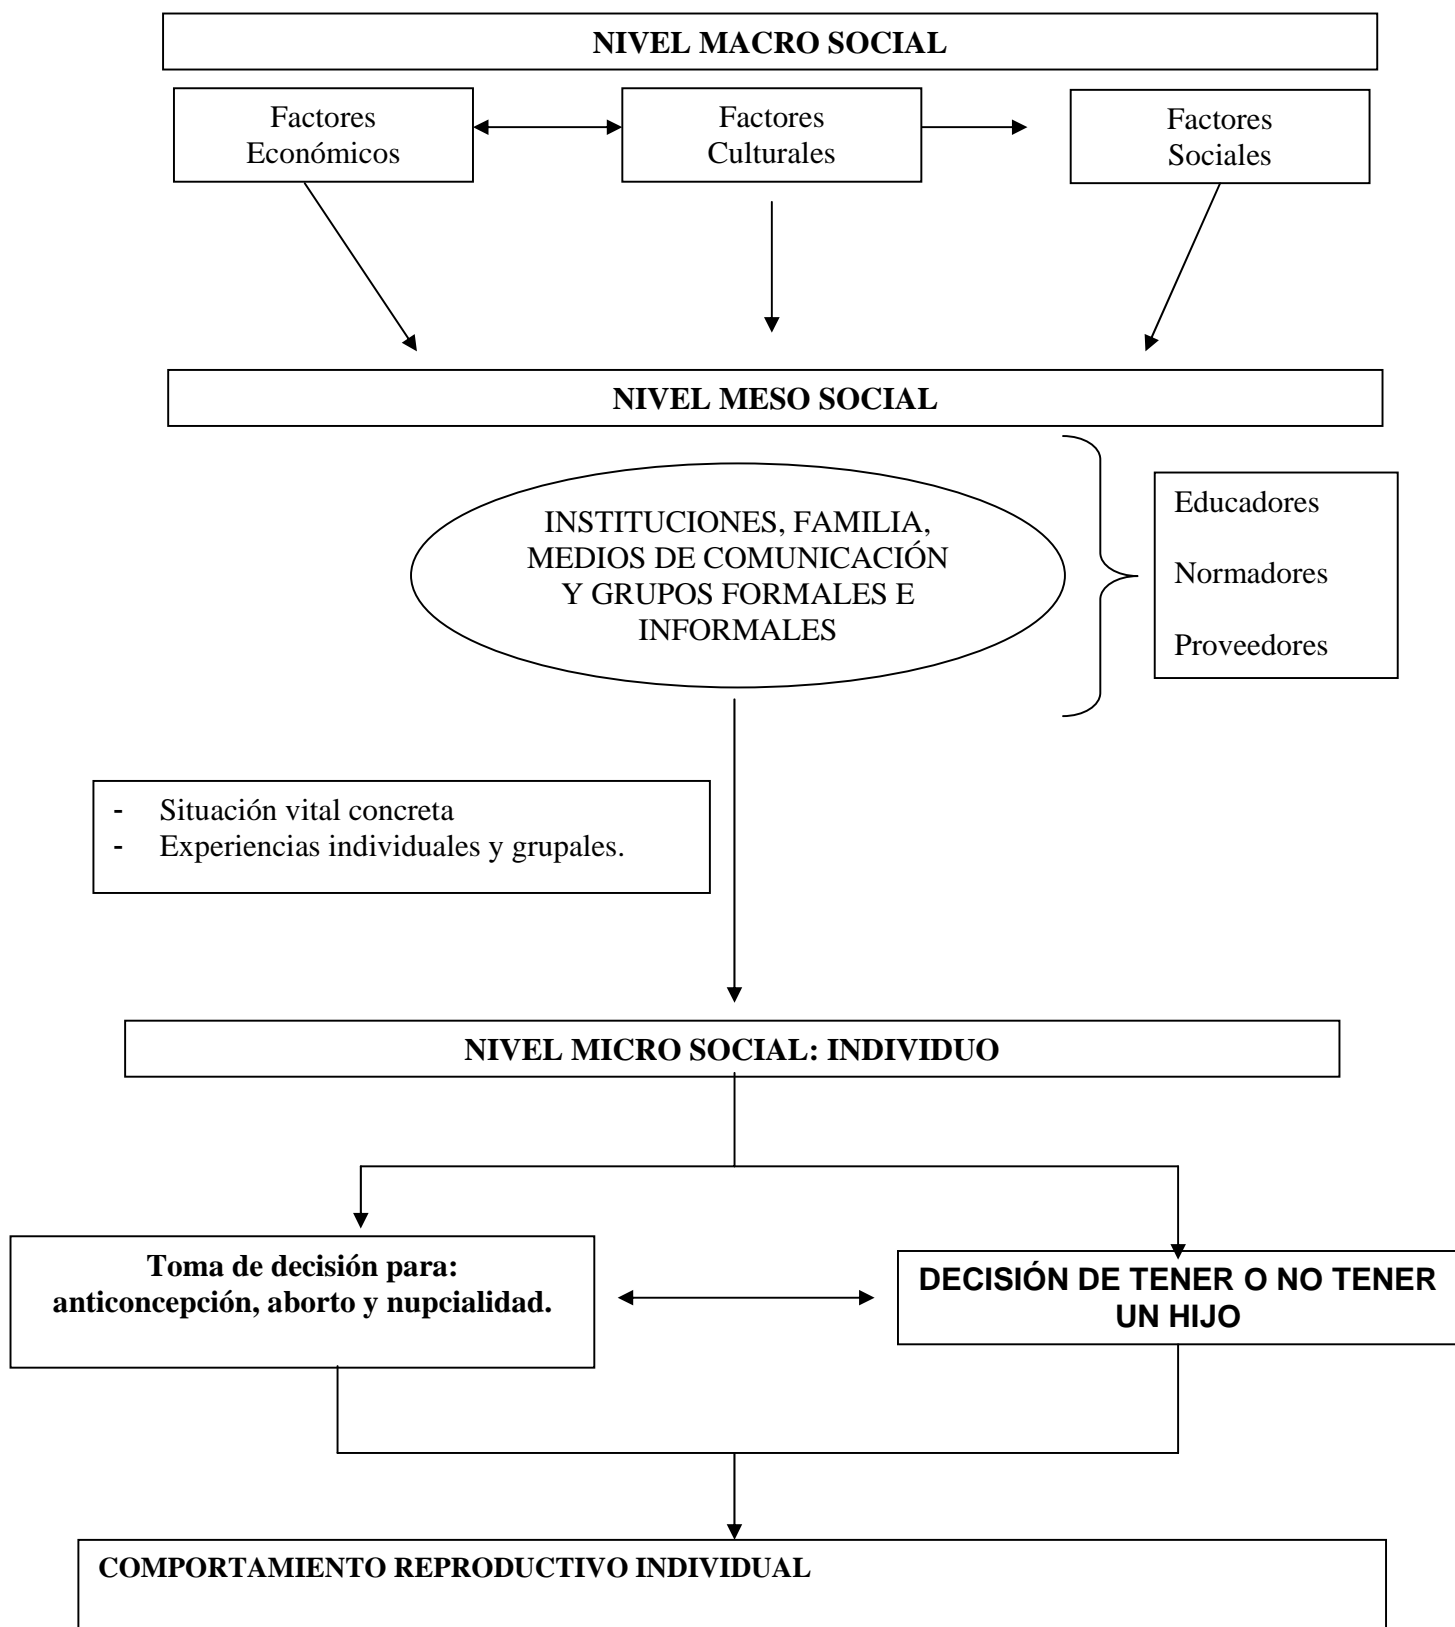 NIVEL MACRO SOCIAL
Factores
Económicos
Factores
Culturales
Factores
Sociales
NIVEL MESO SOCIAL
INSTITUCIONES, FAMILIA,
MEDIOS DE COMUNICACIÓN
Y GRUPOS FORMALES E
INFORMALES
Educadores
Normadores
Proveedores
- Situación vital concreta
- Experiencias individuales y grupales.
NIVEL MICRO SOCIAL: INDIVIDUO
Toma de decisión para:
anticoncepción, aborto y nupcialidad.
DECISIÓN DE TENER O NO TENER
UN HIJO
COMPORTAMIENTO REPRODUCTIVO INDIVIDUAL